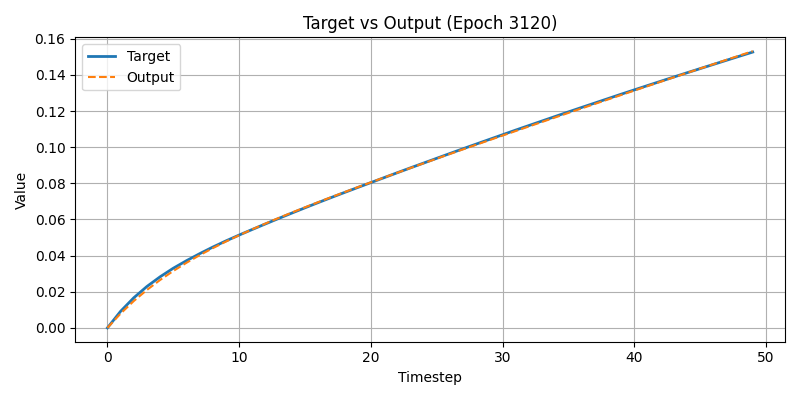 Target vs Output (Epoch 3120)
Target
Output
0.16
0.14
0.12
0.10
0.08
0.06
0.04
0.02
0.00
Value
0 10 20 30 40 50
Timestep